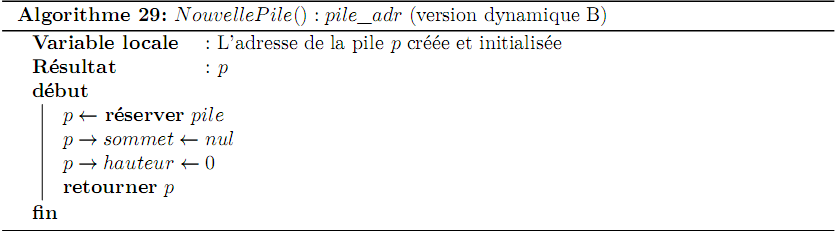 Algorithme 29: NouvellePile() : pile_adr (version dynamique B)
Variable locale : L'adresse de la pile p créée et initialisée
Résultat : p
début
p ← réserver pile
p → sommet ← nul
p → hauteur ← 0
retourner p
fin